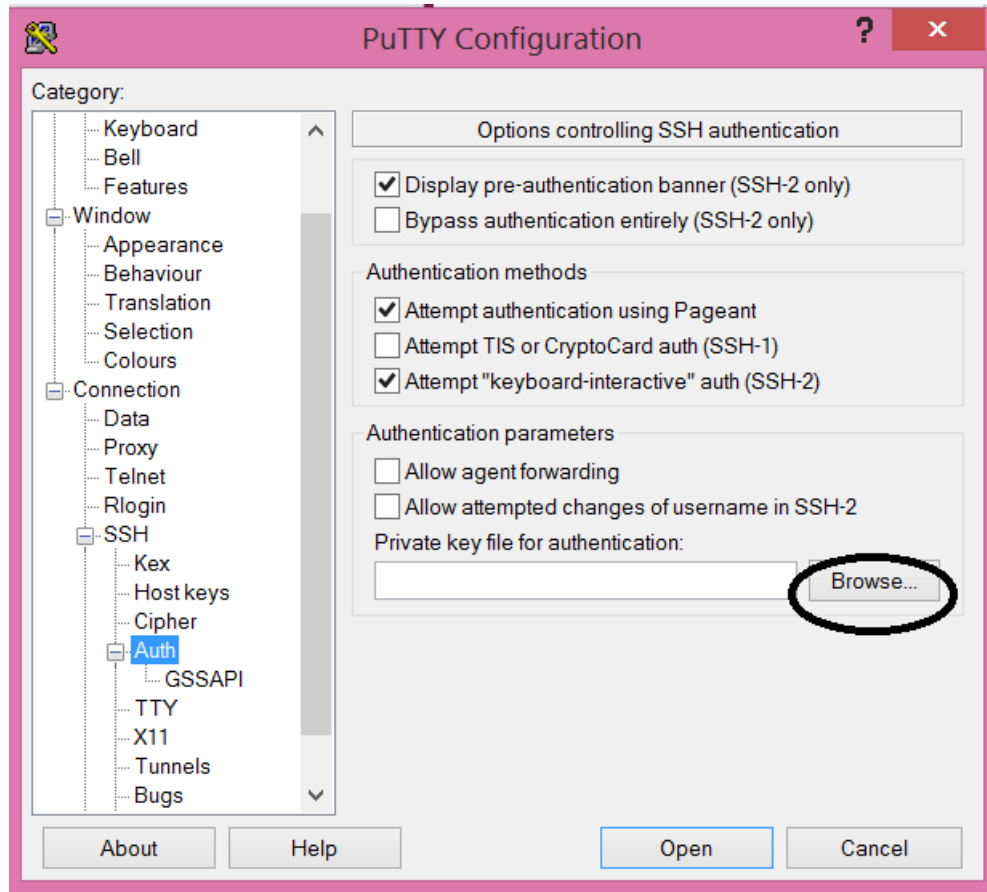 PuTTY Configuration
?
×
Category:
Keyboard
Bell
Features
Window
Appearance
Behaviour
Translation
Selection
Colours
Connection
Data
Proxy
Telnet
Rlogin
SSH
Kex
Host keys
Cipher
Auth
GSSAPI
TTY
X11
Tunnels
Bugs
Options controlling SSH authentication
Display pre-authentication banner (SSH-2 only)
Bypass authentication entirely (SSH-2 only)
Authentication methods
Attempt authentication using Pageant
Attempt TIS or CryptoCard auth (SSH-1)
Attempt "keyboard-interactive" auth (SSH-2)
Authentication parameters
Allow agent forwarding
Allow attempted changes of username in SSH-2
Private key file for authentication:
Browse...
About
Help
Open
Cancel